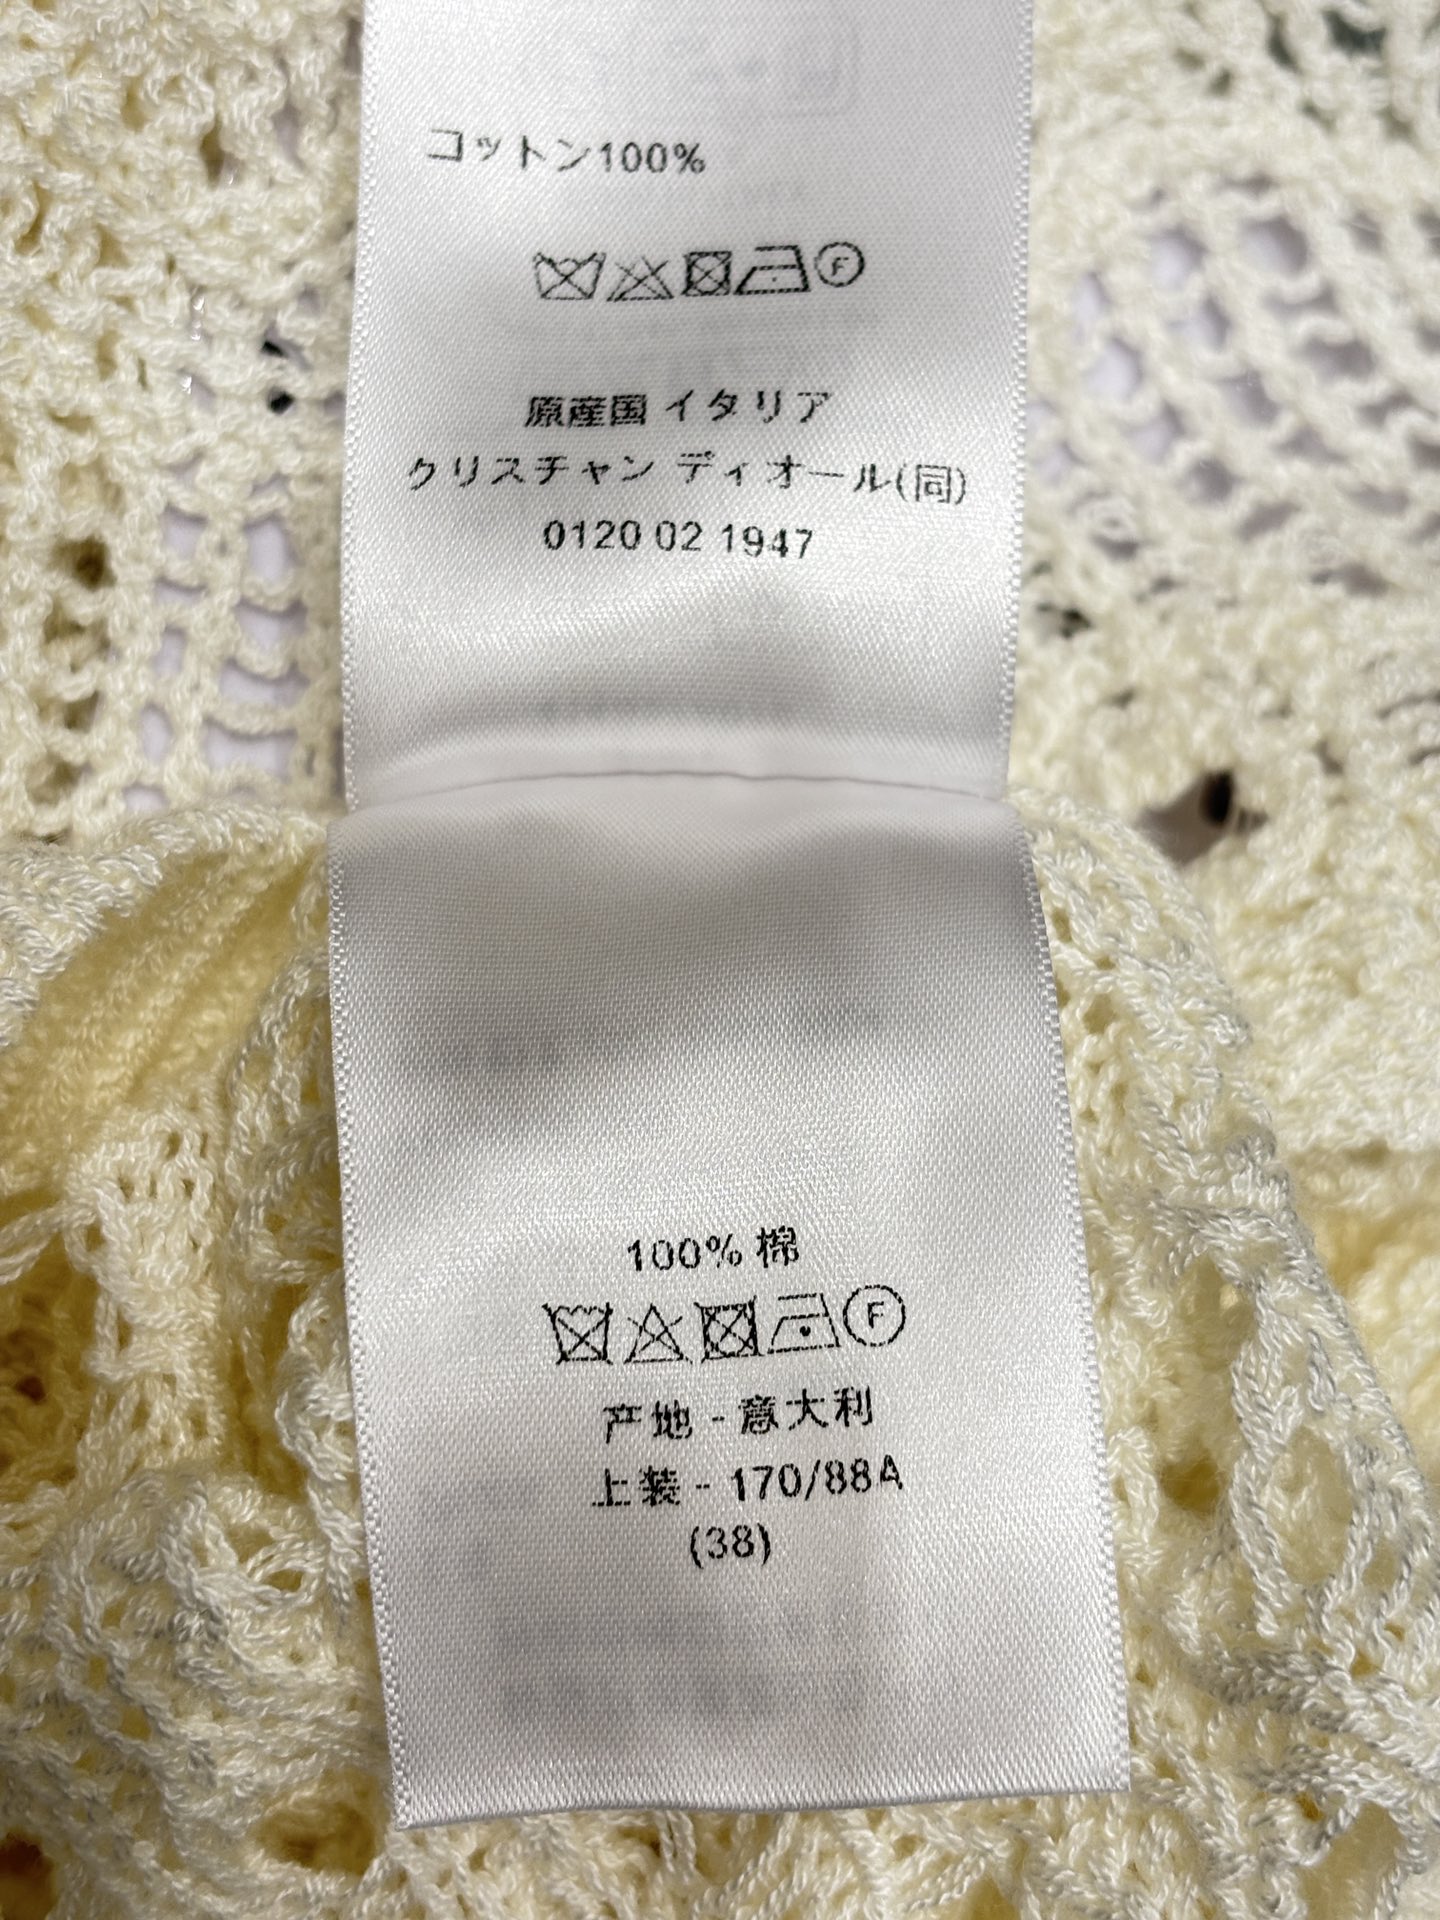 コットン100%
F
原産国 イタリア
クリスチャン ディオール(同)
0120 02 1947
100% 棉
F
产地 - 意大利
上装 - 170/88A
(38)